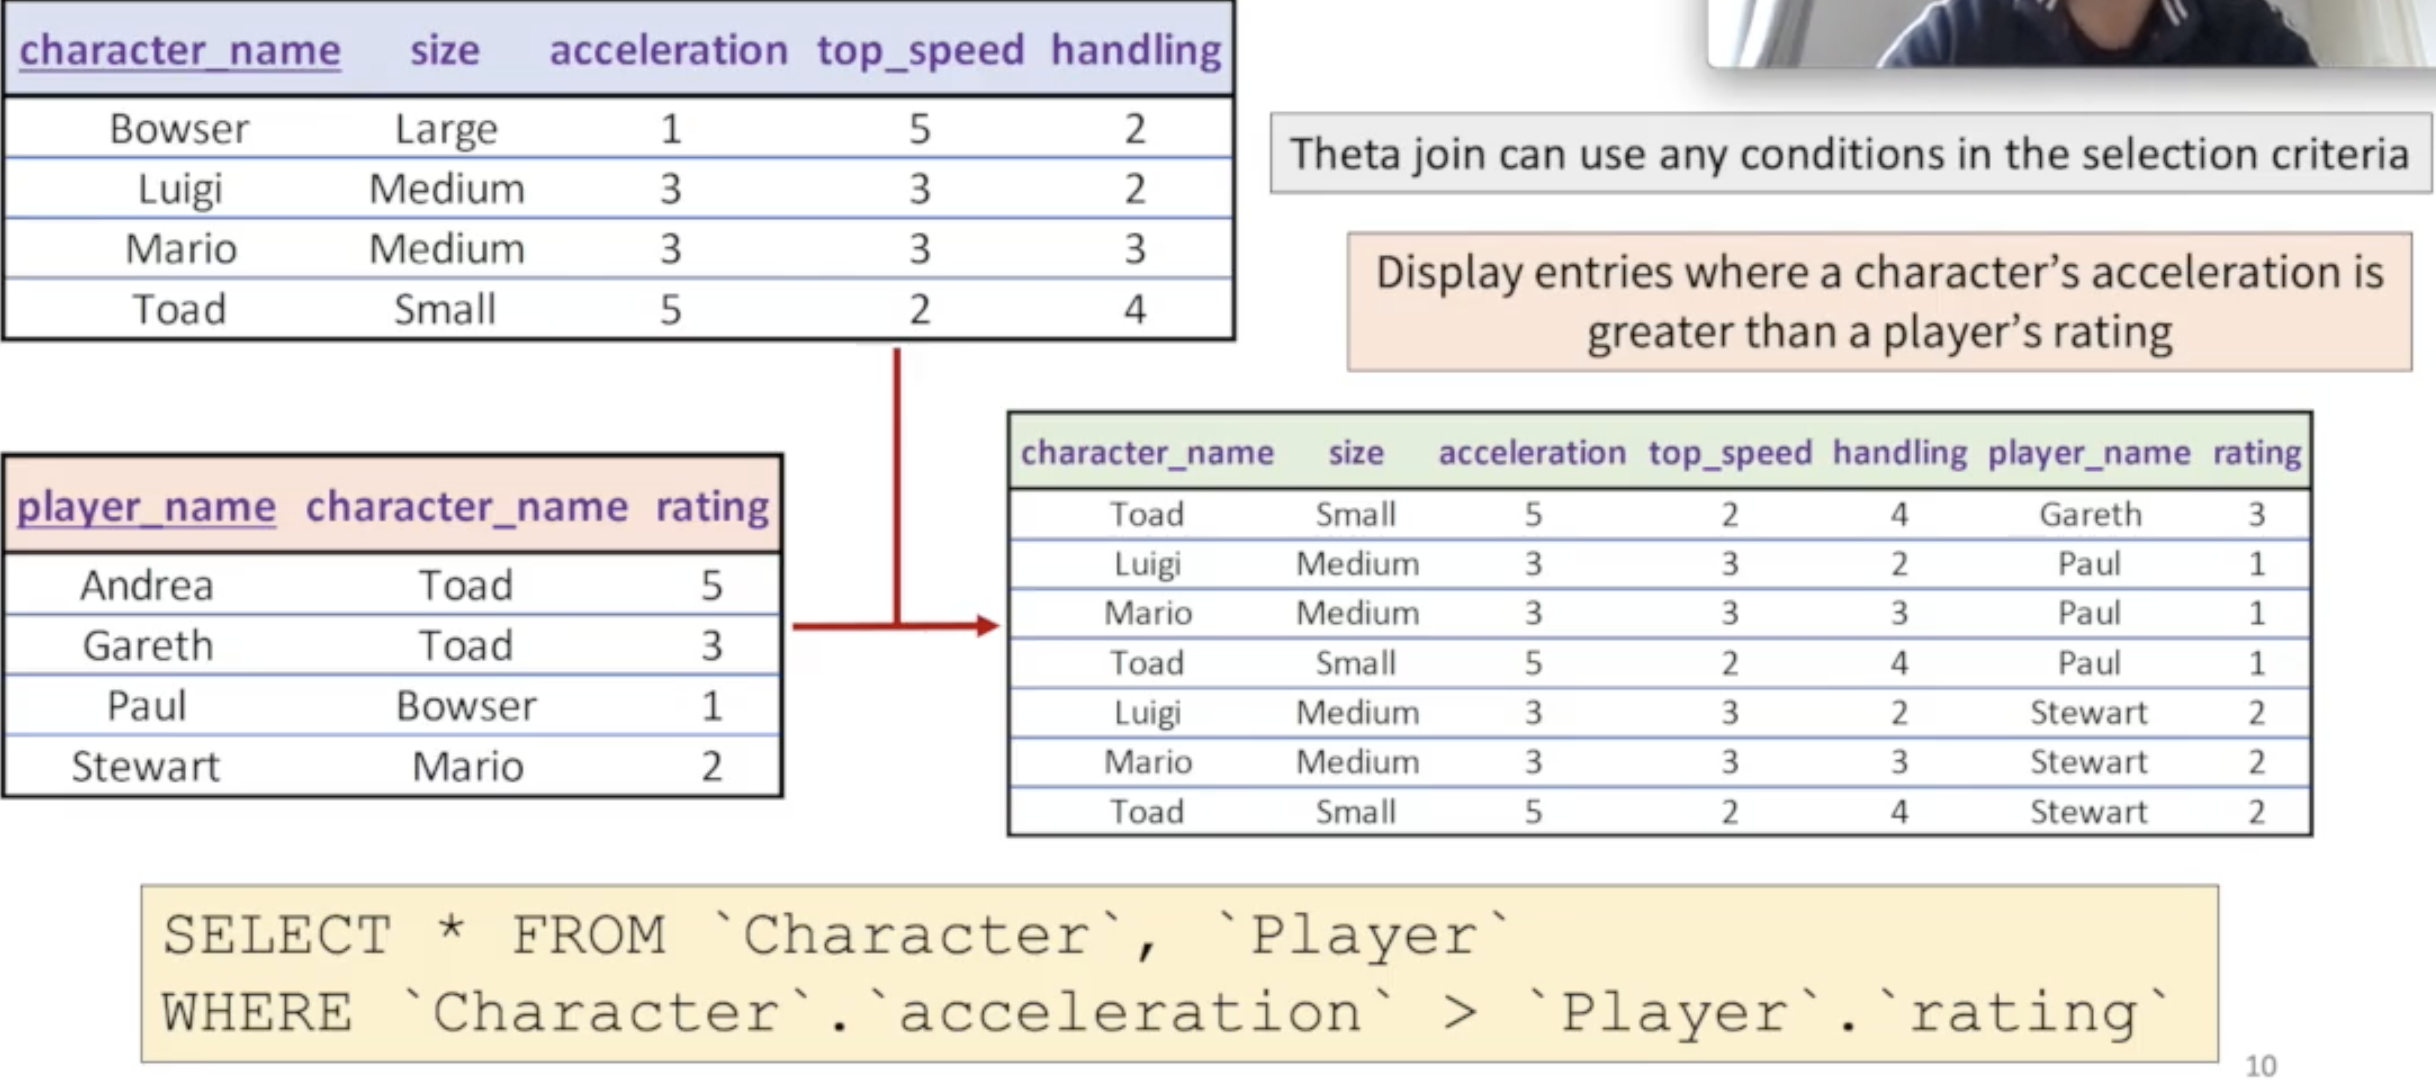 character_name size acceleration top_speed handling
Bowser Large 1 5 2
Luigi Medium 3 3 2
Mario Medium 3 3 3
Toad Small 5 2 4
Theta join can use any conditions in the selection criteria
Display entries where a character’s acceleration is
greater than a player’s rating
player_name character_name rating
Andrea Toad 5
Gareth Toad 3
Paul Bowser 1
Stewart Mario 2
character_name size acceleration top_speed handling player_name rating
Toad Small 5 2 4 Gareth 3
Luigi Medium 3 3 2 Paul 1
Mario Medium 3 3 3 Paul 1
Toad Small 5 2 4 Paul 1
Luigi Medium 3 3 2 Stewart 2
Mario Medium 3 3 3 Stewart 2
Toad Small 5 2 4 Stewart 2
SELECT * FROM `Character`, `Player`
WHERE `Character`.`acceleration` > `Player`.`rating`
10